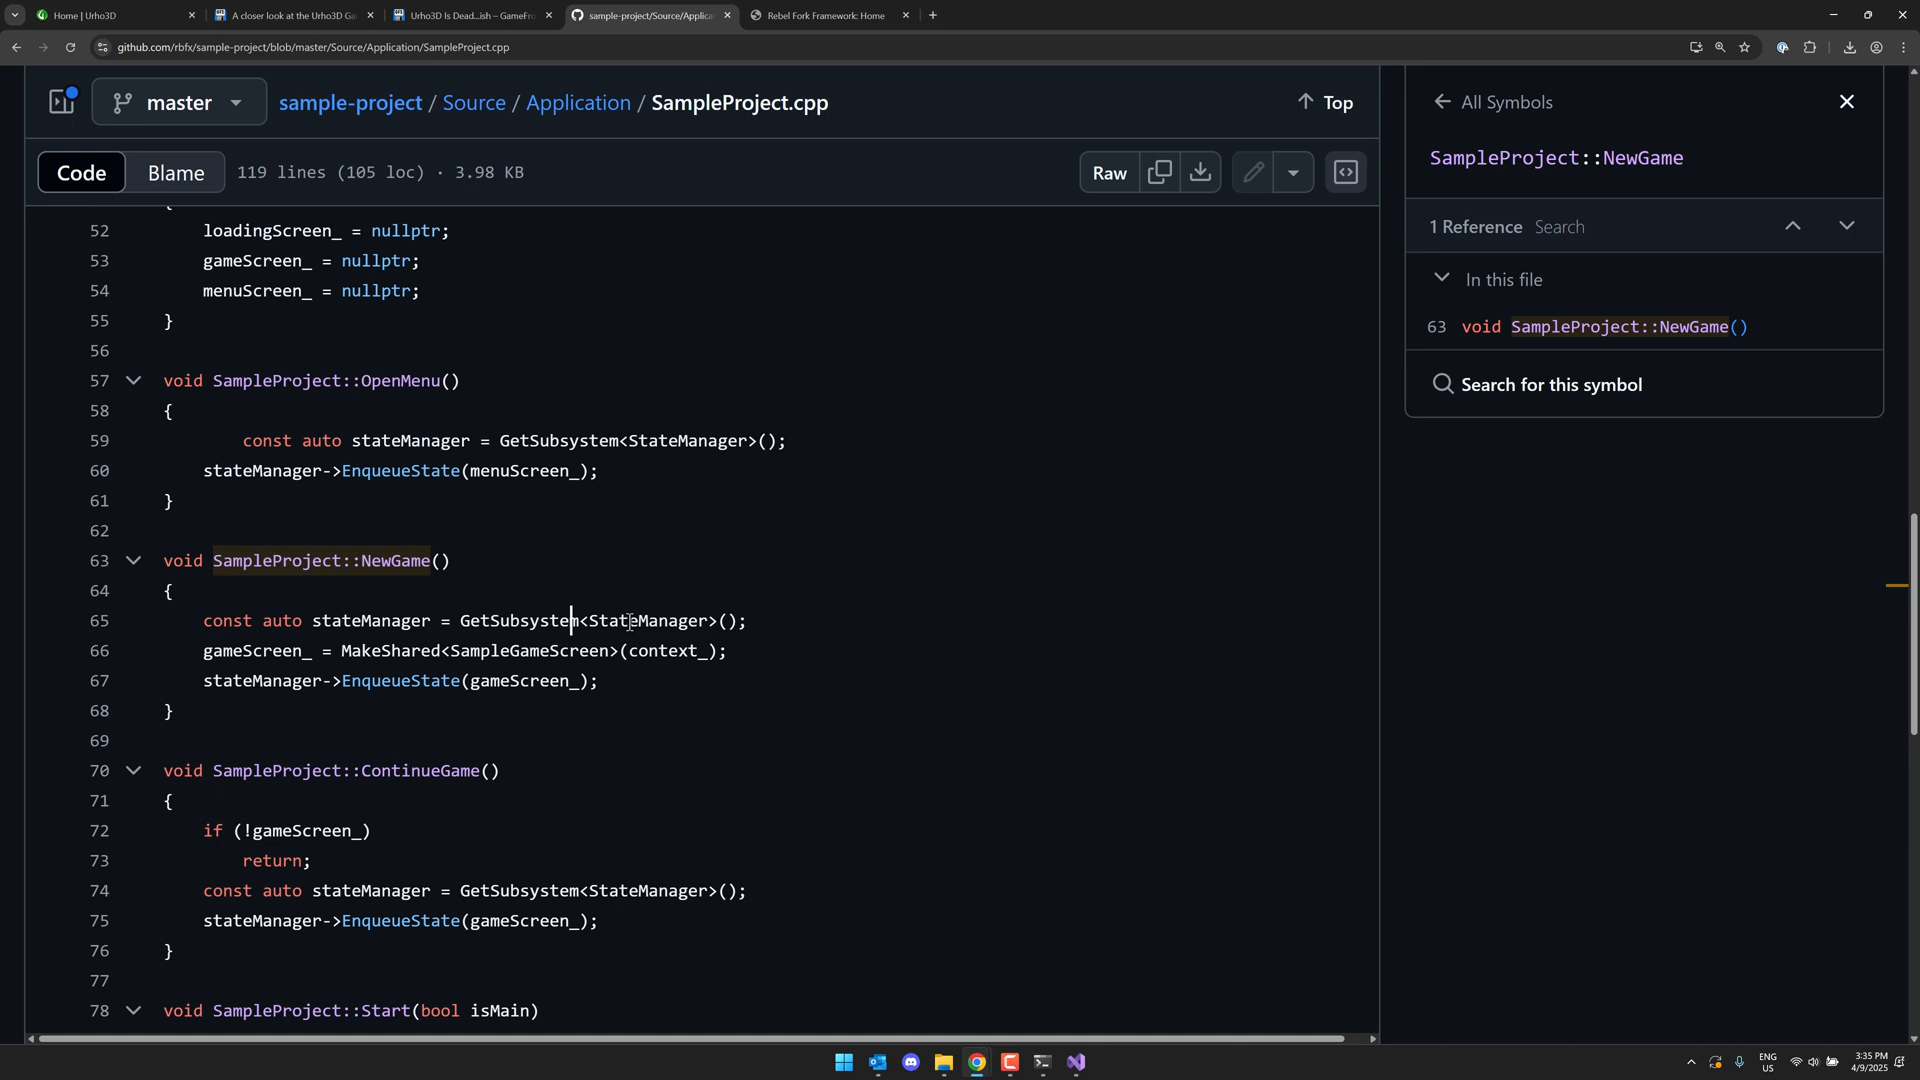 Home | Urho3D
A closer look at the Urho3D Ga
Urho3D Is Dead...ish – GameFro
sample-project/Source/Applica
Rebel Fork Framework: Home
github.com/rbfx/sample-project/blob/master/Source/Application/SampleProject.cpp
master
sample-project / Source / Application / SampleProject.cpp
Top
Code
Blame
119 lines (105 loc) · 3.98 KB
Raw
{
52 loadingScreen_ = nullptr;
53 gameScreen_ = nullptr;
54 menuScreen_ = nullptr;
55 }
56
57 void SampleProject::OpenMenu()
58 {
59 const auto stateManager = GetSubsystem<StateManager>();
60 stateManager->EnqueueState(menuScreen_);
61 }
62
63 void SampleProject::NewGame()
64 {
65 const auto stateManager = GetSubsystem<StateManager>();
66 gameScreen_ = MakeShared<SampleGameScreen>(context_);
67 stateManager->EnqueueState(gameScreen_);
68 }
69
70 void SampleProject::ContinueGame()
71 {
72 if (!gameScreen_)
73 return;
74 const auto stateManager = GetSubsystem<StateManager>();
75 stateManager->EnqueueState(gameScreen_);
76 }
77
78 void SampleProject::Start(bool isMain)
All Symbols
SampleProject::NewGame
1 Reference Search
In this file
63 void SampleProject::NewGame()
Search for this symbol
ENG
US
3:35 PM
4/9/2025